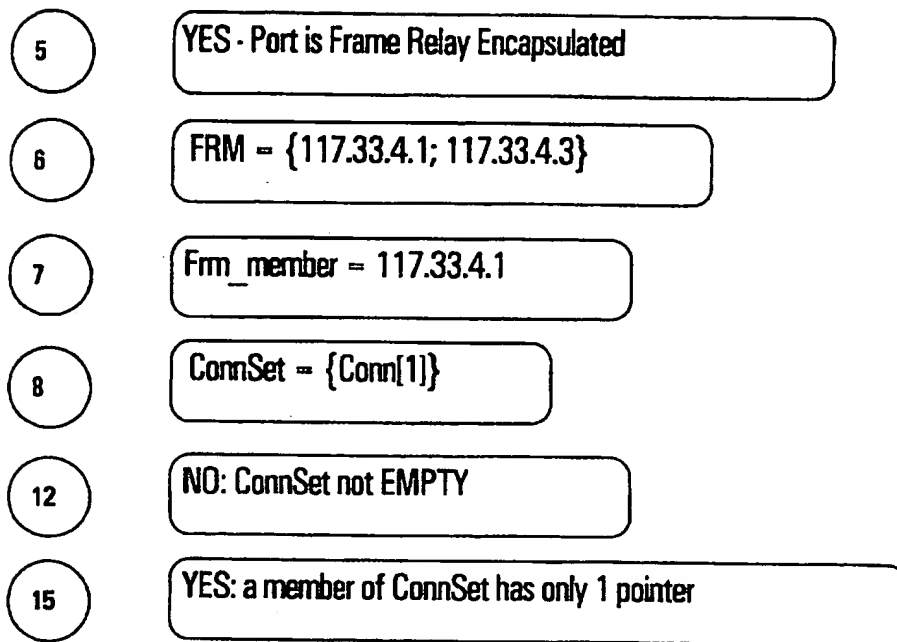 5 YES - Port is Frame Relay Encapsulated
6 FRM = {117.33.4.1; 117.33.4.3}
7 Frm_member = 117.33.4.1
8 ConnSet = {Conn[1]}
12 NO: ConnSet not EMPTY
15 YES: a member of ConnSet has only 1 pointer